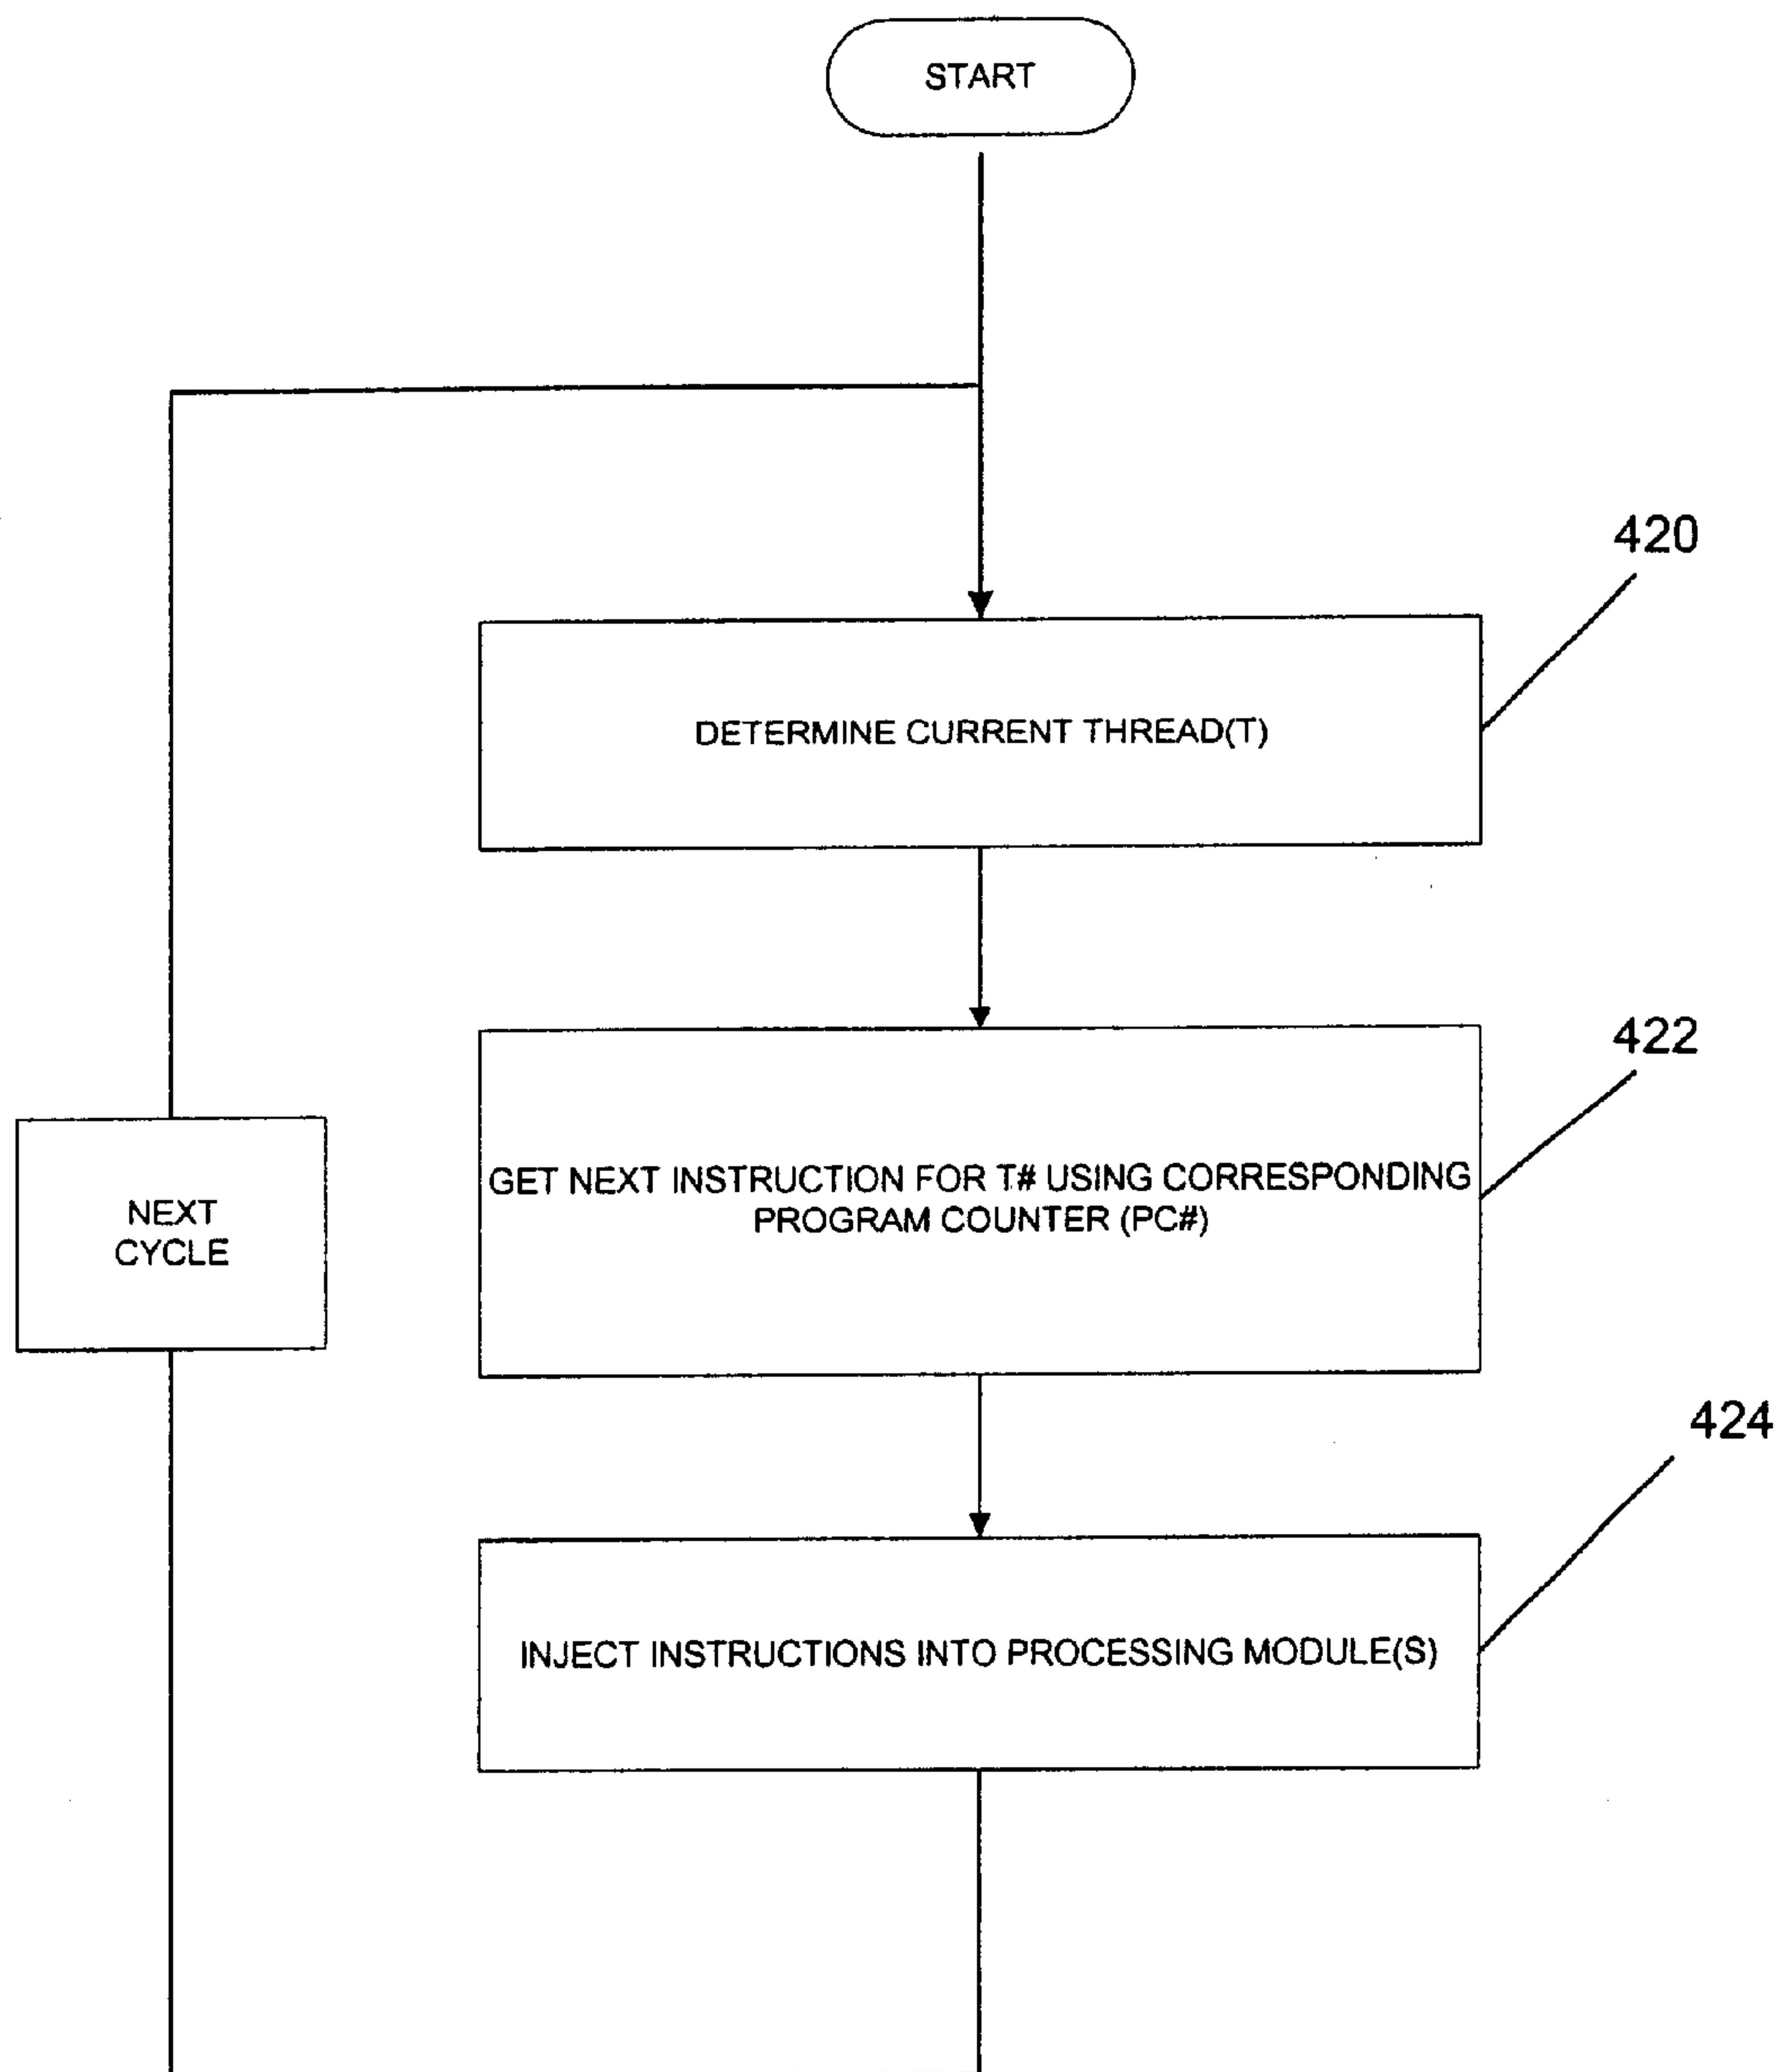 START
420
DETERMINE CURRENT THREAD(T)
422
GET NEXT INSTRUCTION FOR T# USING CORRESPONDING
PROGRAM COUNTER (PC#)
NEXT
CYCLE
424
INJECT INSTRUCTIONS INTO PROCESSING MODULE(S)